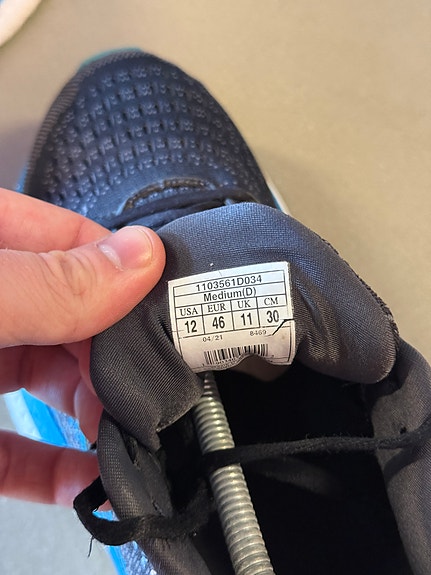 1103561D034
Medium(D)
USA EUR UK CM
12 46 11 30
04/21 8469